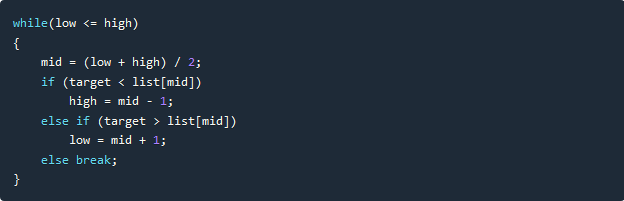 while(low <= high)
{
    mid = (low + high) / 2;
    if (target < list[mid])
        high = mid - 1;
    else if (target > list[mid])
        low = mid + 1;
    else break;
}